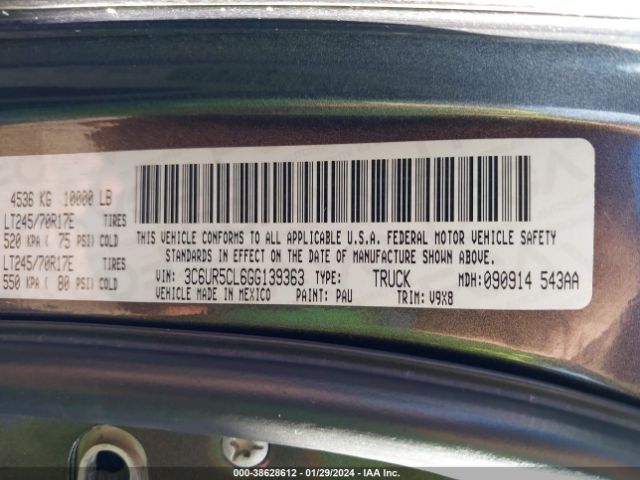 4536 KG 10000 LB
LT245/70R17E TIRES
520 KPA ( 75 PSI) COLD
LT245/70R17E TIRES
550 KPA ( 80 PSI) COLD
THIS VEHICLE CONFORMS TO ALL APPLICABLE U.S.A. FEDERAL MOTOR VEHICLE SAFETY
STANDARDS IN EFFECT ON THE DATE OF MANUFACTURE SHOWN ABOVE.
VIN: 3C6UR5CL6GG139363 TYPE: TRUCK MDH: 090914 543AA
VEHICLE MADE IN MEXICO PAINT: PAU TRIM: V9X8
000-38628612 - 01/29/2024 - IAA Inc.